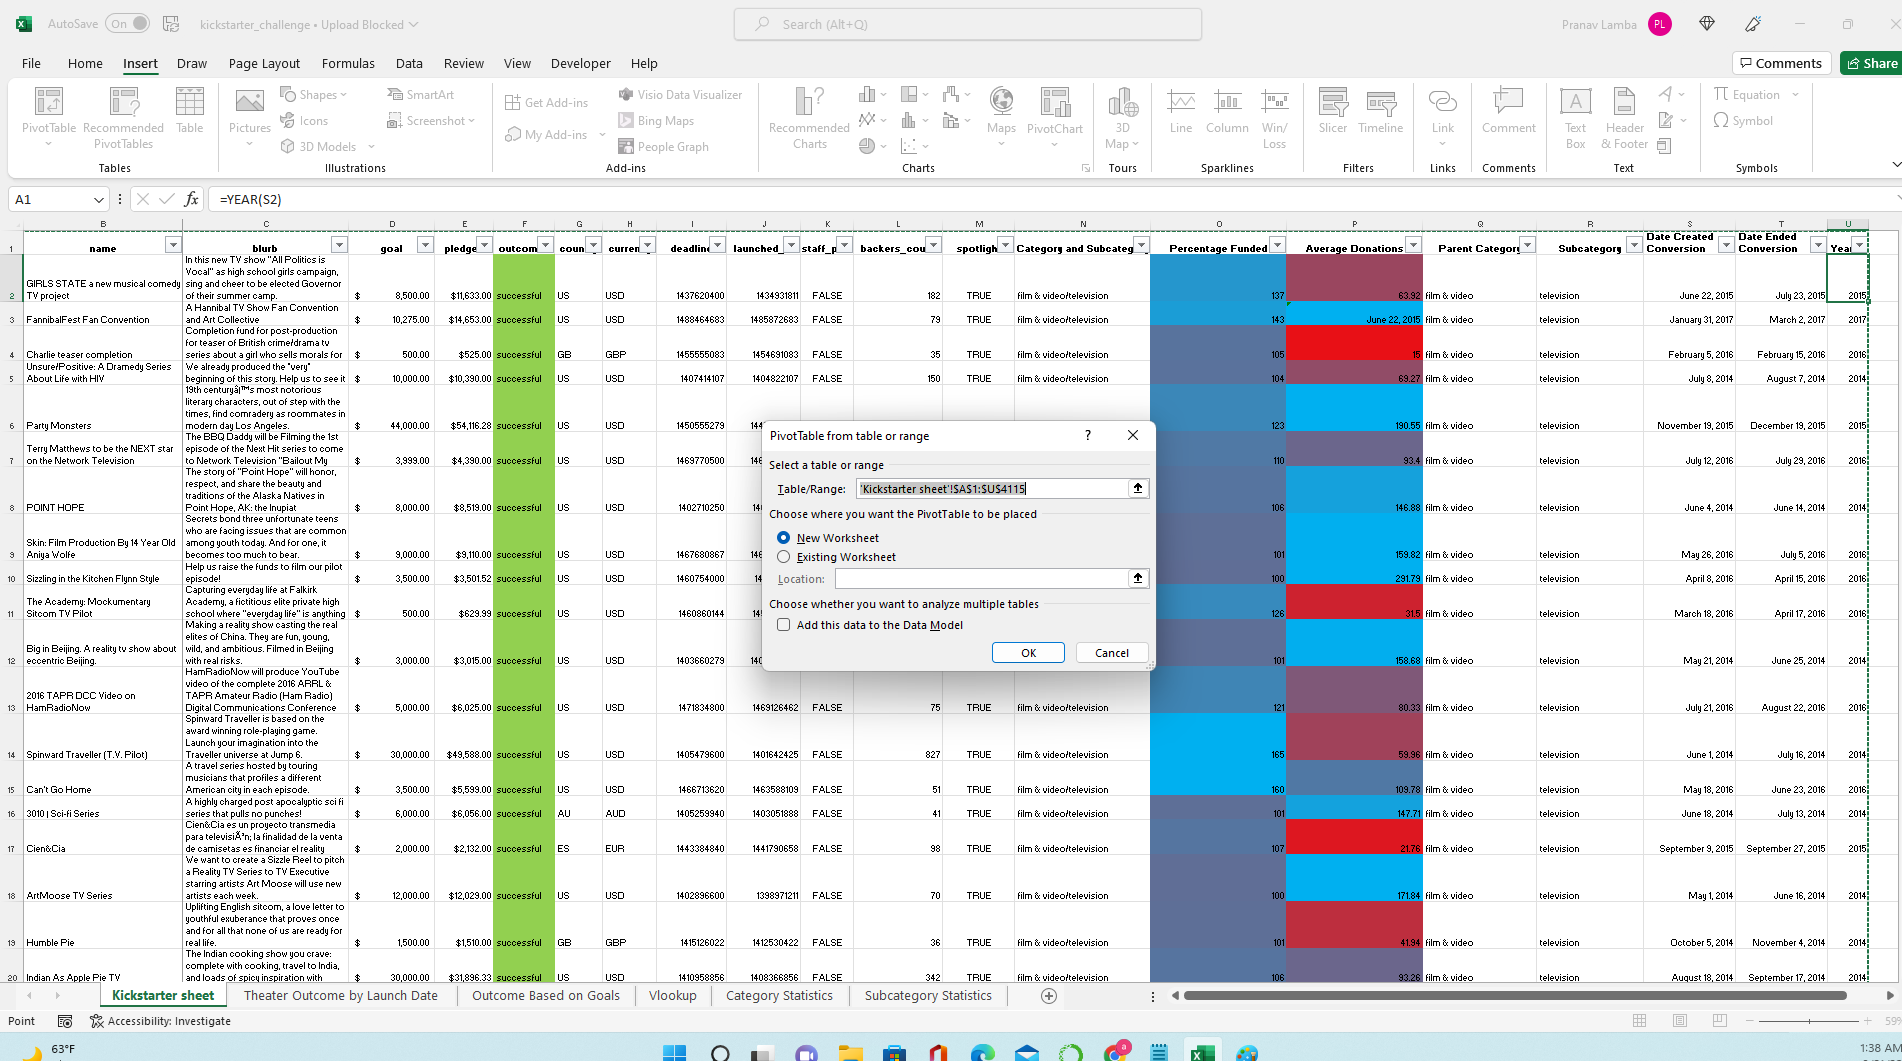 AutoSave On kickstarter_challenge • Upload Blocked Search (Alt+Q) Pranav Lamba PL
File Home Insert Draw Page Layout Formulas Data Review View Developer Help Comments Share
PivotTable Recommended PivotTables Table Pictures Shapes Icons 3D Models SmartArt Screenshot Get Add-ins My Add-ins Visio Data Visualizer Bing Maps People Graph Recommended Charts Maps PivotChart 3D Map Line Column Win/Loss Slicer Timeline Link Comment Text Box Header & Footer Equation Symbol
Tables Illustrations Add-ins Charts Tours Sparklines Filters Links Comments Text Symbols
A1 fx =YEAR(S2)
B C D E F G H I J K L M N O P Q R S T U
1 name blurb goal pledge outcom coun curren deadlin launched_ staff_p backers_cou spotligh Category and Subcateg Percentage Funded Average Donations Parent Categor Subcategory Date Created Conversion Date Ended Conversion Yea
2 GIRLS STATE a new musical comedy TV project In this new TV show "All Politics is Vocal" as high school girls campaign, sing and cheer to be elected Governor of their summer camp. $ 8,500.00 $11,633.00 successful US USD 1437620400 1434931811 FALSE 182 TRUE film & video/television 137 63.92 film & video television June 22, 2015 July 23, 2015 2015
3 FannibalFest Fan Convention A Hannibal TV Show Fan Convention and Art Collective $ 10,275.00 $14,653.00 successful US USD 1488464683 1485872683 FALSE 79 TRUE film & video/television 143 June 22, 2015 film & video television January 31, 2017 March 2, 2017 2017
4 Charlie teaser completion Completion fund for post-production for teaser of British crime/drama tv series about a girl who sells morals for $ 500.00 $525.00 successful GB GBP 1455555083 1454691083 FALSE 35 TRUE film & video/television 105 15 film & video television February 5, 2016 February 15, 2016 2016
5 Unsure/Positive: A Dramedy Series About Life with HIV We already produced the "very" beginning of this story. Help us to see it $ 10,000.00 $10,390.00 successful US USD 1407414107 1404822107 FALSE 150 TRUE film & video/television 104 69.27 film & video television July 8, 2014 August 7, 2014 2014
6 Party Monsters 19th centuryâ|™s most notorious literary characters, out of step with the times, find comradery as roommates in modern day Los Angeles. $ 44,000.00 $54,116.28 successful US USD 1450555279 144 123 190.55 film & video television November 19, 2015 December 19, 2015 2015
7 Terry Matthews to be the NEXT star on the Network Television The BBQ Daddy will be Filming the 1st episode of the Next Hit series to come to Network Television "Bailout My $ 3,999.00 $4,390.00 successful US USD 1469770500 146 110 93.4 film & video television July 12, 2016 July 29, 2016 2016
8 POINT HOPE The story of "Point Hope" will honor, respect, and share the beauty and traditions of the Alaska Natives in Point Hope, AK: the Inupiat $ 8,000.00 $8,519.00 successful US USD 1402710250 140 106 146.88 film & video television June 4, 2014 June 14, 2014 2014
9 Skin: Film Production By 14 Year Old Aniya Wolfe Secrets bond three unfortunate teens who are facing issues that are common among youth today. And for one, it becomes too much to bear. $ 9,000.00 $9,110.00 successful US USD 1467680867 146 101 159.82 film & video television May 26, 2016 July 5, 2016 2016
10 Sizzling in the Kitchen Flynn Style Help us raise the funds to film our pilot episode! $ 3,500.00 $3,501.52 successful US USD 1460754000 14 100 291.79 film & video television April 8, 2016 April 15, 2016 2016
11 The Academy: Mockumentary Sitcom TV Pilot Capturing everyday life at Falkirk Academy, a fictitious elite private high school where "everyday life" is anything $ 500.00 $629.99 successful US USD 1460860144 126 31.5 film & video television March 18, 2016 April 17, 2016 2016
12 Big in Beijing. A reality tv show about eccentric Beijing. Making a reality show casting the real elites of China. They are fun, young, wild, and ambitious. Filmed in Beijing with real risks. $ 3,000.00 $3,015.00 successful US USD 1403660279 140 101 158.68 film & video television May 21, 2014 June 25, 2014 2014
13 2016 TAPR DCC Video on HamRadioNow HamRadioNow will produce YouTube video of the complete 2016 ARRL & TAPR Amateur Radio (Ham Radio) Digital Communications Conference $ 5,000.00 $6,025.00 successful US USD 1471834800 1469126462 FALSE 75 TRUE film & video/television 121 80.33 film & video television July 21, 2016 August 22, 2016 2016
14 Spinward Traveller (T.V. Pilot) Spinward Traveller is based on the award winning role-playing game. Launch your imagination into the Traveller universe at Jump 6. $ 30,000.00 $49,588.00 successful US USD 1405479600 1401642425 FALSE 827 TRUE film & video/television 165 59.96 film & video television June 1, 2014 July 16, 2014 2014
15 Can't Go Home A travel series hosted by touring musicians that profiles a different American city in each episode. $ 3,500.00 $5,599.00 successful US USD 1466713620 1463588109 FALSE 51 TRUE film & video/television 160 109.78 film & video television May 18, 2016 June 23, 2016 2016
16 3010 | Sci-fi Series A highly charged post apocalyptic sci fi series that pulls no punches! $ 6,000.00 $6,056.00 successful AU AUD 1405259940 1403051888 FALSE 41 TRUE film & video/television 101 147.71 film & video television June 18, 2014 July 13, 2014 2014
17 Cien&Cia Cien&Cia es un proyecto transmedia para televisiÃ³n; la finalidad de la venta de camisetas es financiar el reality $ 2,000.00 $2,132.00 successful ES EUR 1443384840 1441790658 FALSE 98 TRUE film & video/television 107 21.76 film & video television September 9, 2015 September 27, 2015 2015
18 ArtMoose TV Series We want to create a Sizzle Reel to pitch a Reality TV Series to TV Executive starring artists Art Moose will use new artists each week. $ 12,000.00 $12,029.00 successful US USD 1402896600 1398971211 FALSE 70 TRUE film & video/television 100 171.84 film & video television May 1, 2014 June 16, 2014 2014
19 Humble Pie Uplifting English sitcom, a love letter to youthful exuberance that proves once and for all that none of us are ready for real life. $ 1,500.00 $1,510.00 successful GB GBP 1415126022 1412530422 FALSE 36 TRUE film & video/television 101 41.94 film & video television October 5, 2014 November 4, 2014 2014
20 Indian As Apple Pie TV The Indian cooking show you crave: complete with cooking, travel to India, and loads of spicy inspiration with $ 30,000.00 $31,896.33 successful US USD 1410958856 1408366856 FALSE 342 TRUE film & video/television 106 93.26 film & video television August 18, 2014 September 17, 2014 2014
PivotTable from table or range ?
Select a table or range
Table/Range: 'Kickstarter sheet'!$A$1:$U$4115
Choose where you want the PivotTable to be placed
New Worksheet
Existing Worksheet
Location:
Choose whether you want to analyze multiple tables
Add this data to the Data Model
OK Cancel
Kickstarter sheet Theater Outcome by Launch Date Outcome Based on Goals Vlookup Category Statistics Subcategory Statistics
Point Accessibility: Investigate 59%
63°F 1:38 AM